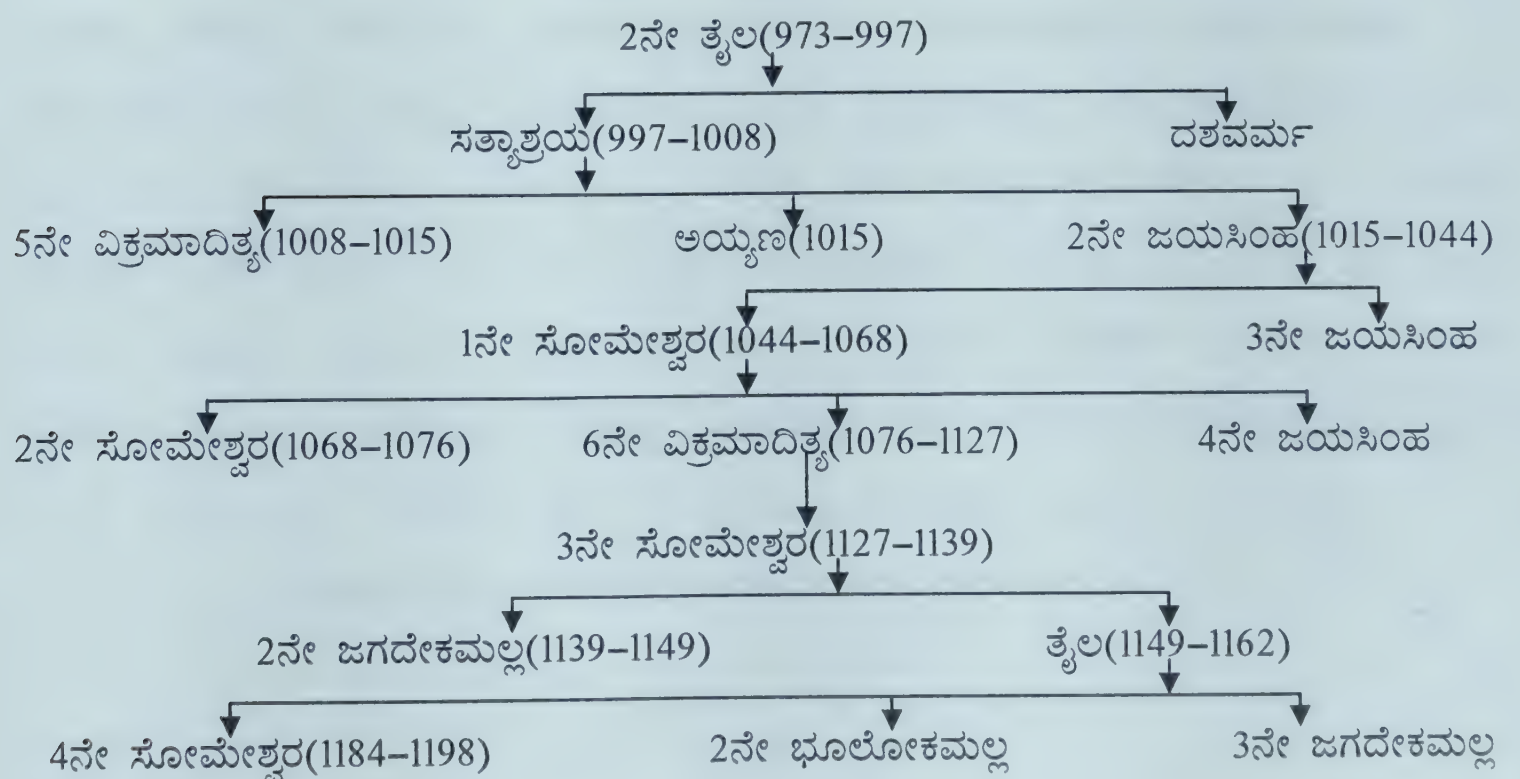 2ನೇ ತೈಲ(973–997)
ಸತ್ಯಾಶ್ರಯ(997–1008) ದಶವರ್ಮ
5ನೇ ವಿಕ್ರಮಾದಿತ್ಯ(1008–1015) ಅಯ್ಯಣ(1015) 2ನೇ ಜಯಸಿಂಹ(1015–1044)
1ನೇ ಸೋಮೇಶ್ವರ(1044–1068) 3ನೇ ಜಯಸಿಂಹ
2ನೇ ಸೋಮೇಶ್ವರ(1068–1076) 6ನೇ ವಿಕ್ರಮಾದಿತ್ಯ(1076–1127) 4ನೇ ಜಯಸಿಂಹ
3ನೇ ಸೋಮೇಶ್ವರ(1127–1139)
2ನೇ ಜಗದೇಕಮಲ್ಲ(1139–1149) ತೈಲ(1149–1162)
4ನೇ ಸೋಮೇಶ್ವರ(1184–1198) 2ನೇ ಭೂಲೋಕಮಲ್ಲ 3ನೇ ಜಗದೇಕಮಲ್ಲ